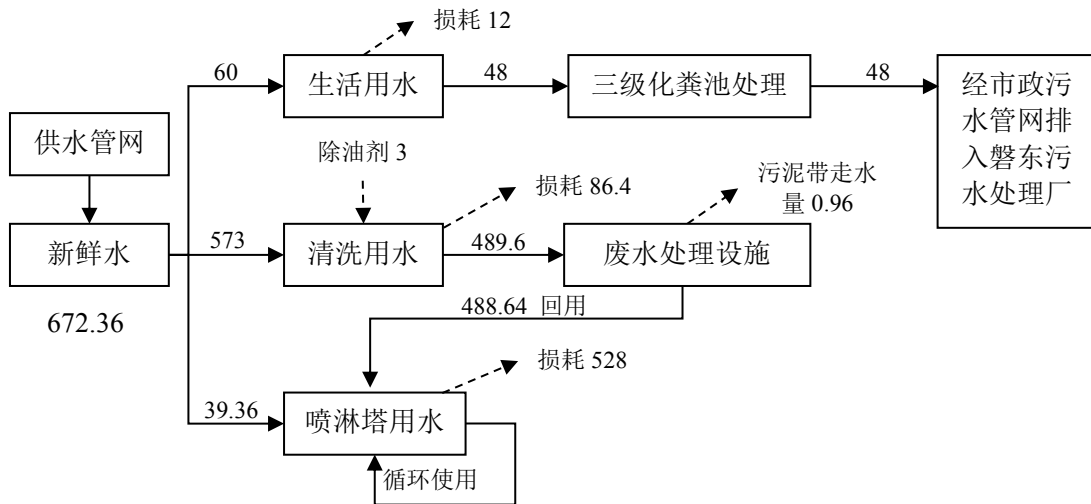 损耗 12
60
生活用水
48
三级化粪池处理
48
经市政污
水管网排
入磐东污
水处理厂
供水管网
除油剂 3
损耗 86.4
污泥带走水
量 0.96
新鲜水
573
清洗用水
489.6
废水处理设施
672.36
488.64 回用
损耗 528
39.36
喷淋塔用水
循环使用